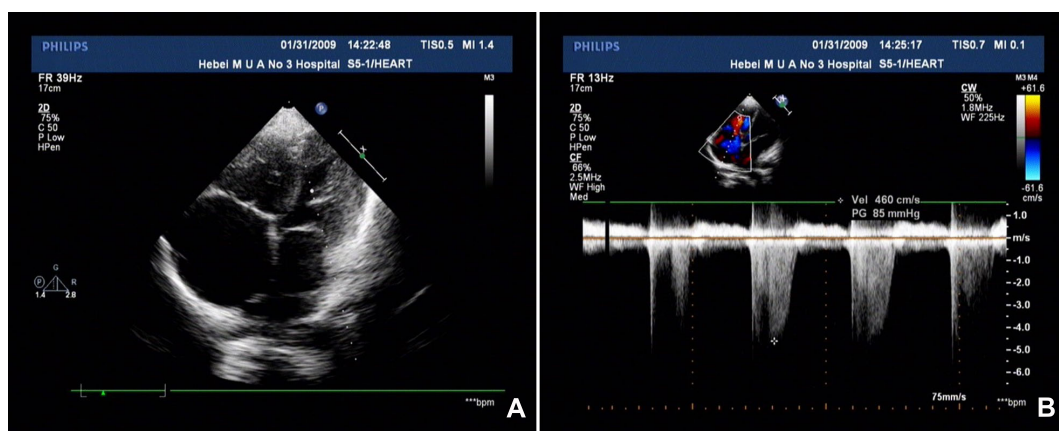 PHILIPS
01/31/2009 14:22:48 TIS0.5 MI 1.4
Hebei M U A No 3 Hospital S5-1/HEART
FR 39Hz
17cm
2D
75%
C 50
P Low
HPen
M3
P
G
P R
1.4 2.8
***bpm
A
PHILIPS
01/31/2009 14:25:17 TIS0.7 MI 0.1
Hebei M U A No 3 Hospital S5-1/HEART
FR 13Hz
17cm
2D
75%
C 50
P Low
HPen
CF
66%
2.5MHz
WF High
Med
CW
50%
1.8MHz
WF 225Hz
M3 M4
+61.6
-61.6
cm/s
Vel 460 cm/s
PG 85 mmHg
1.0
m/s
-1.0
-2.0
-3.0
-4.0
-5.0
-6.0
75mm/s
***bpm
B